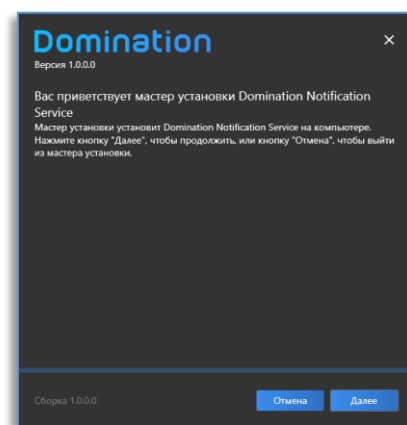 Domination
Версия 1.0.0.0
Вас приветствует мастер установки Domination Notification
Service
Мастер установки установит Domination Notification Service на компьютере.
Нажмите кнопку "Далее", чтобы продолжить, или кнопку "Отмена", чтобы выйти
из мастера установки.
Сборка 1.0.0.0
Отмена
Далее